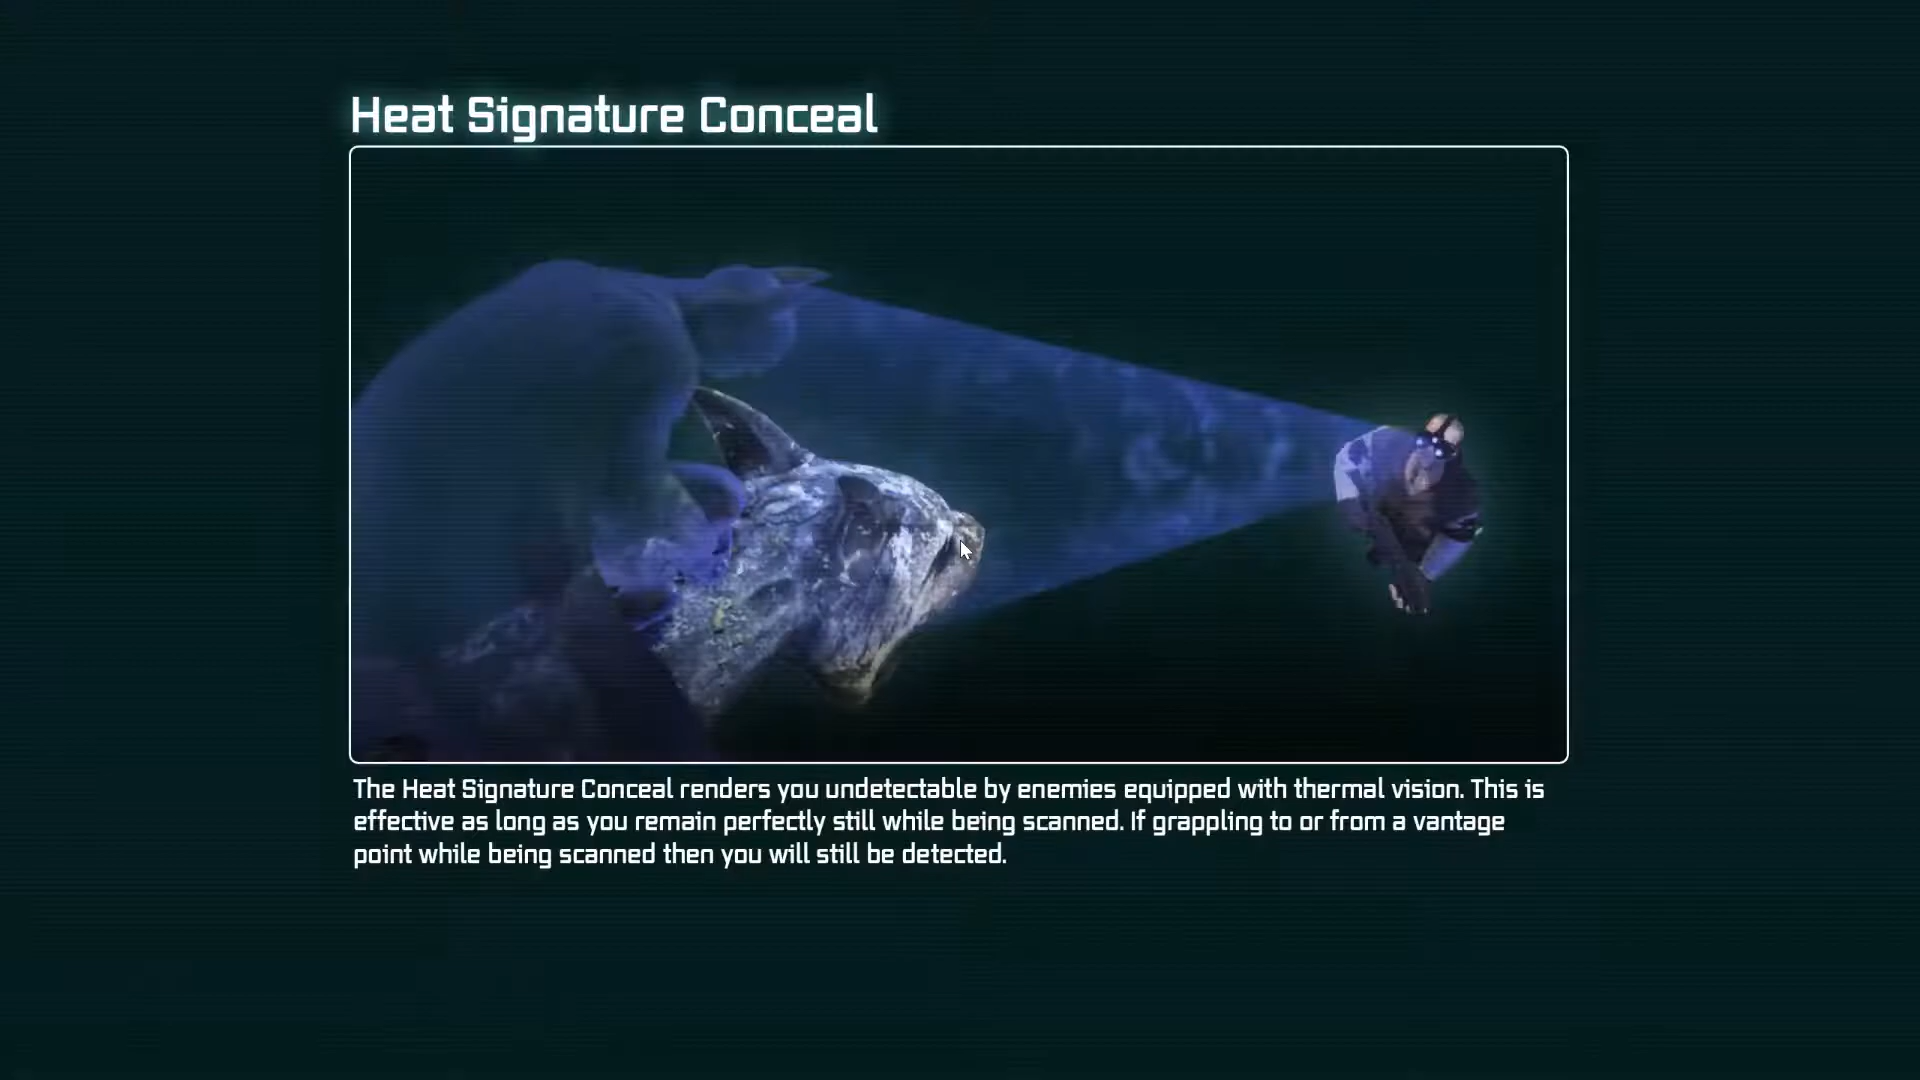 Heat Signature Conceal
The Heat Signature Conceal renders you undetectable by enemies equipped with thermal vision. This is
effective as long as you remain perfectly still while being scanned. If grappling to or from a vantage
point while being scanned then you will still be detected.